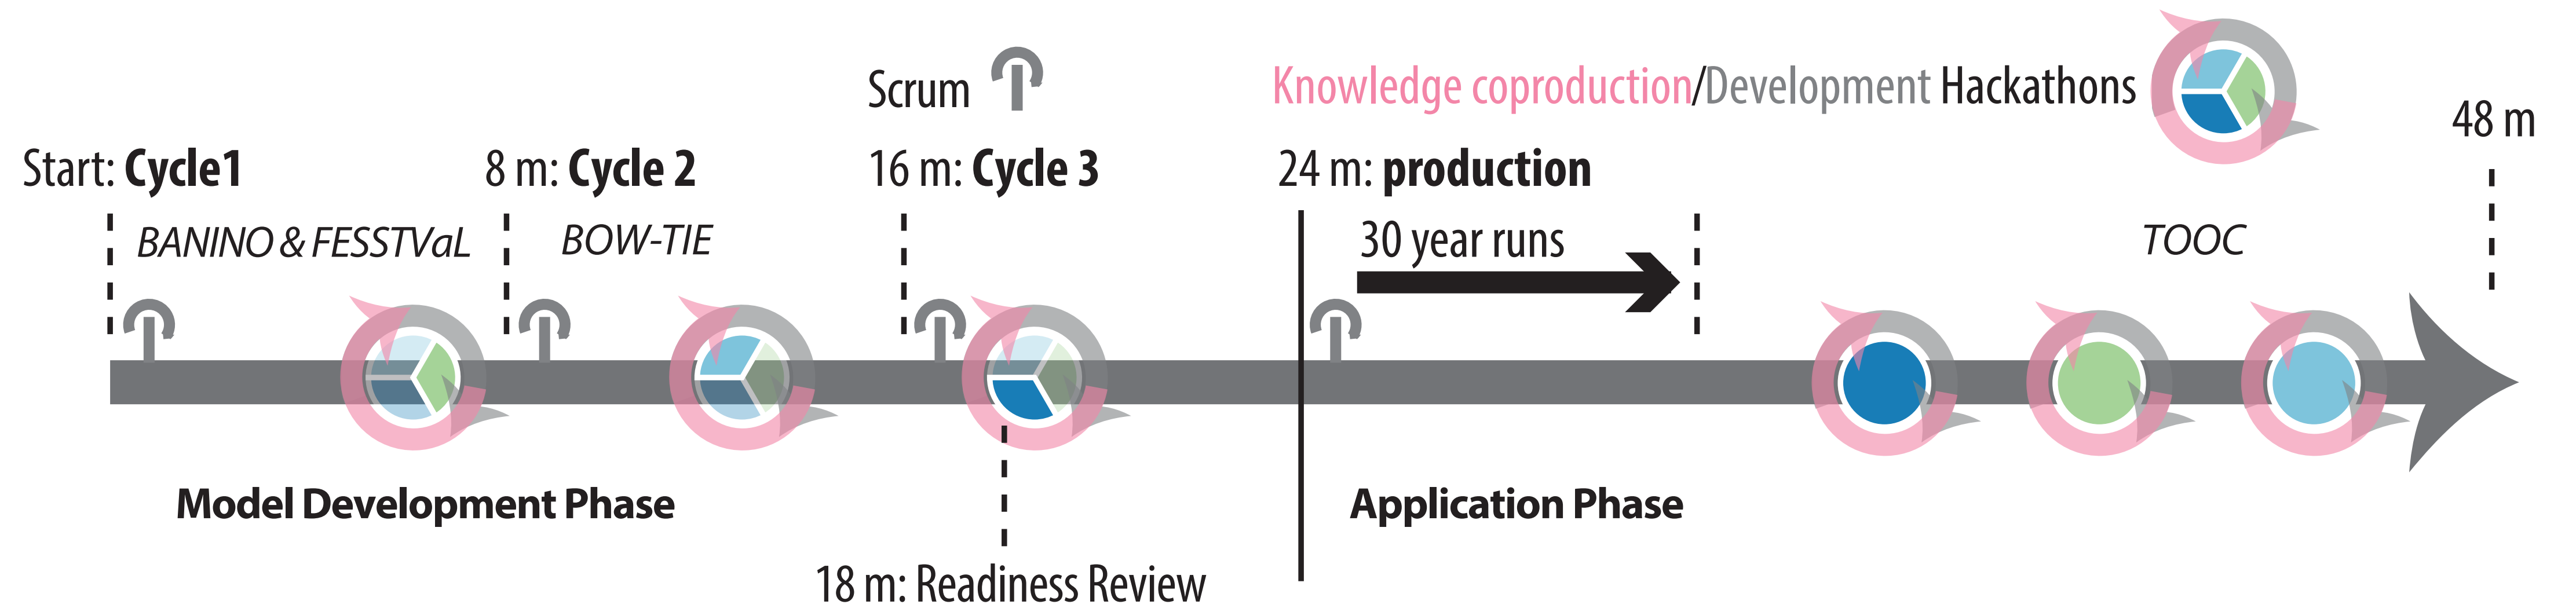 Scrum
Knowledge coproduction/Development Hackathons
48 m
Start: Cycle1
8 m: Cycle 2
16 m: Cycle 3
24 m: production
BANINO & FESSTVaL
BOW-TIE
30 year runs
TOOC
Model Development Phase
Application Phase
18 m: Readiness Review